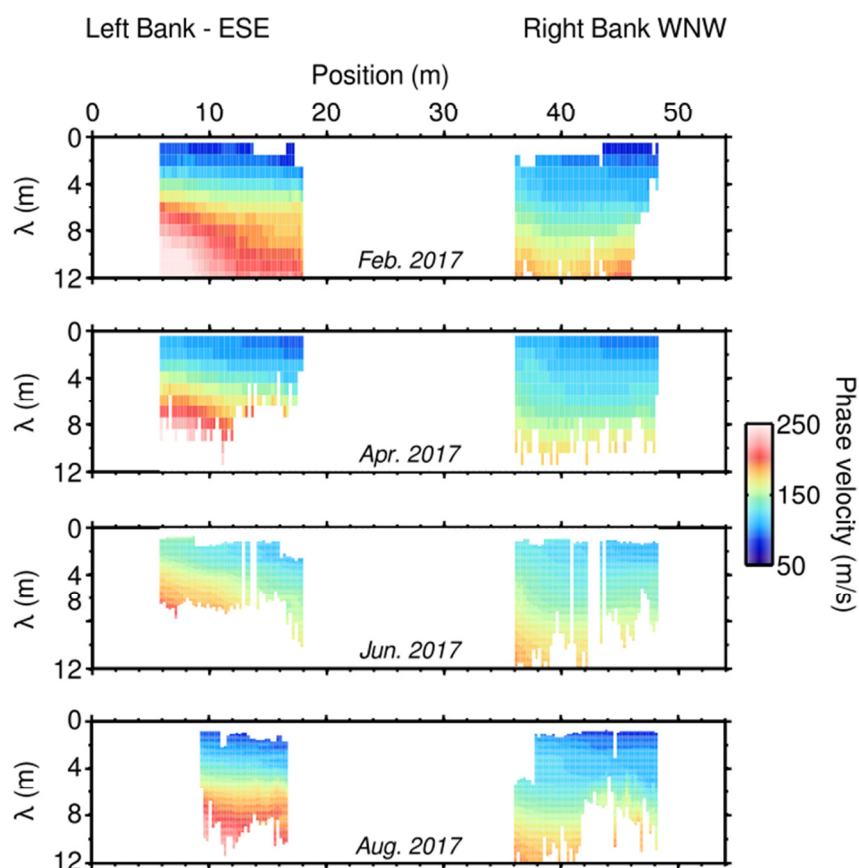 Left Bank - ESE
Right Bank WNW
Position (m)
0 10 20 30 40 50
0
4
8
12
λ (m)
Feb. 2017
0
4
8
12
λ (m)
Apr. 2017
0
4
8
12
λ (m)
Jun. 2017
0
4
8
12
λ (m)
Aug. 2017
250
150
50
Phase velocity (m/s)